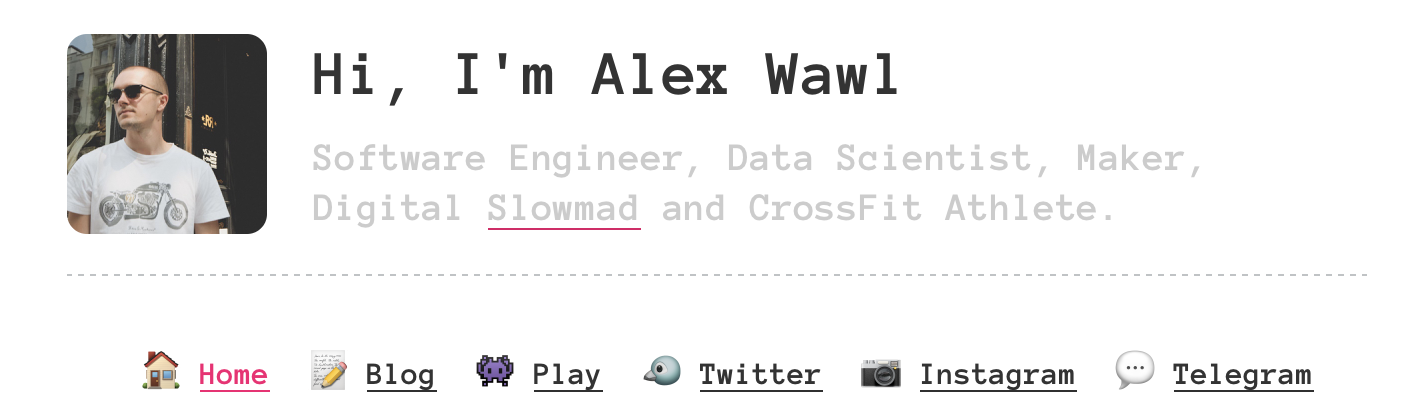 Hi, I'm Alex Wawl
Software Engineer, Data Scientist, Maker,
Digital Slowmad and CrossFit Athlete.
Home Blog Play Twitter Instagram Telegram